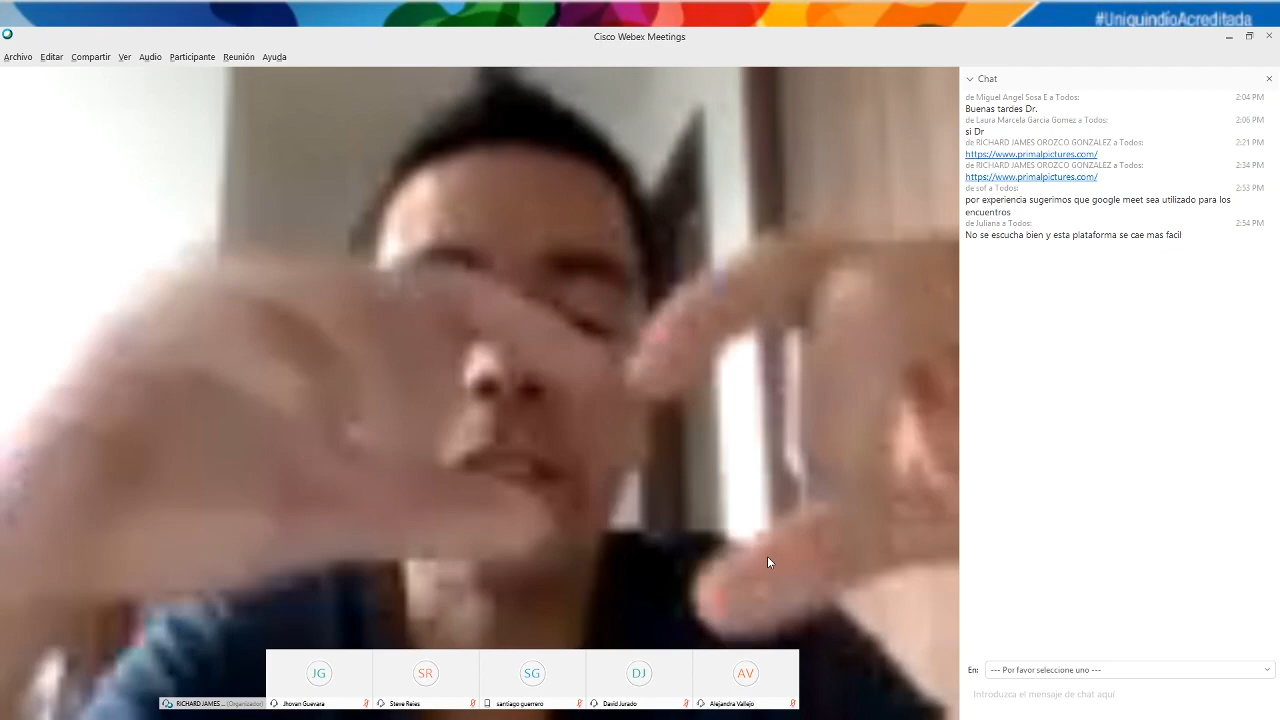 #UniquindíoAcreditada
Cisco Webex Meetings
Archivo Editar Compartir Ver Audio Participante Reunión Ayuda
Chat
de Miguel Angel Sosa E a Todos: 2:04 PM
Buenas tardes Dr.
de Laura Marcela Garcia Gomez a Todos: 2:06 PM
si Dr
de RICHARD JAMES OROZCO GONZALEZ a Todos: 2:21 PM
https://www.primalpictures.com/
de RICHARD JAMES OROZCO GONZALEZ a Todos: 2:34 PM
https://www.primalpictures.com/
de sof a Todos: 2:53 PM
por experiencia sugerimos que google meet sea utilizado para los
encuentros
de Juliana a Todos: 2:54 PM
No se escucha bien y esta plataforma se cae mas facil
JG SR SG DJ AV
RICHARD JAMES ... (Organizador) Jhovan Guevara Steve Reies santiago guerrero David Jurado Alejandra Vallejo
En: --- Por favor seleccione uno ---
Introduzca el mensaje de chat aquí